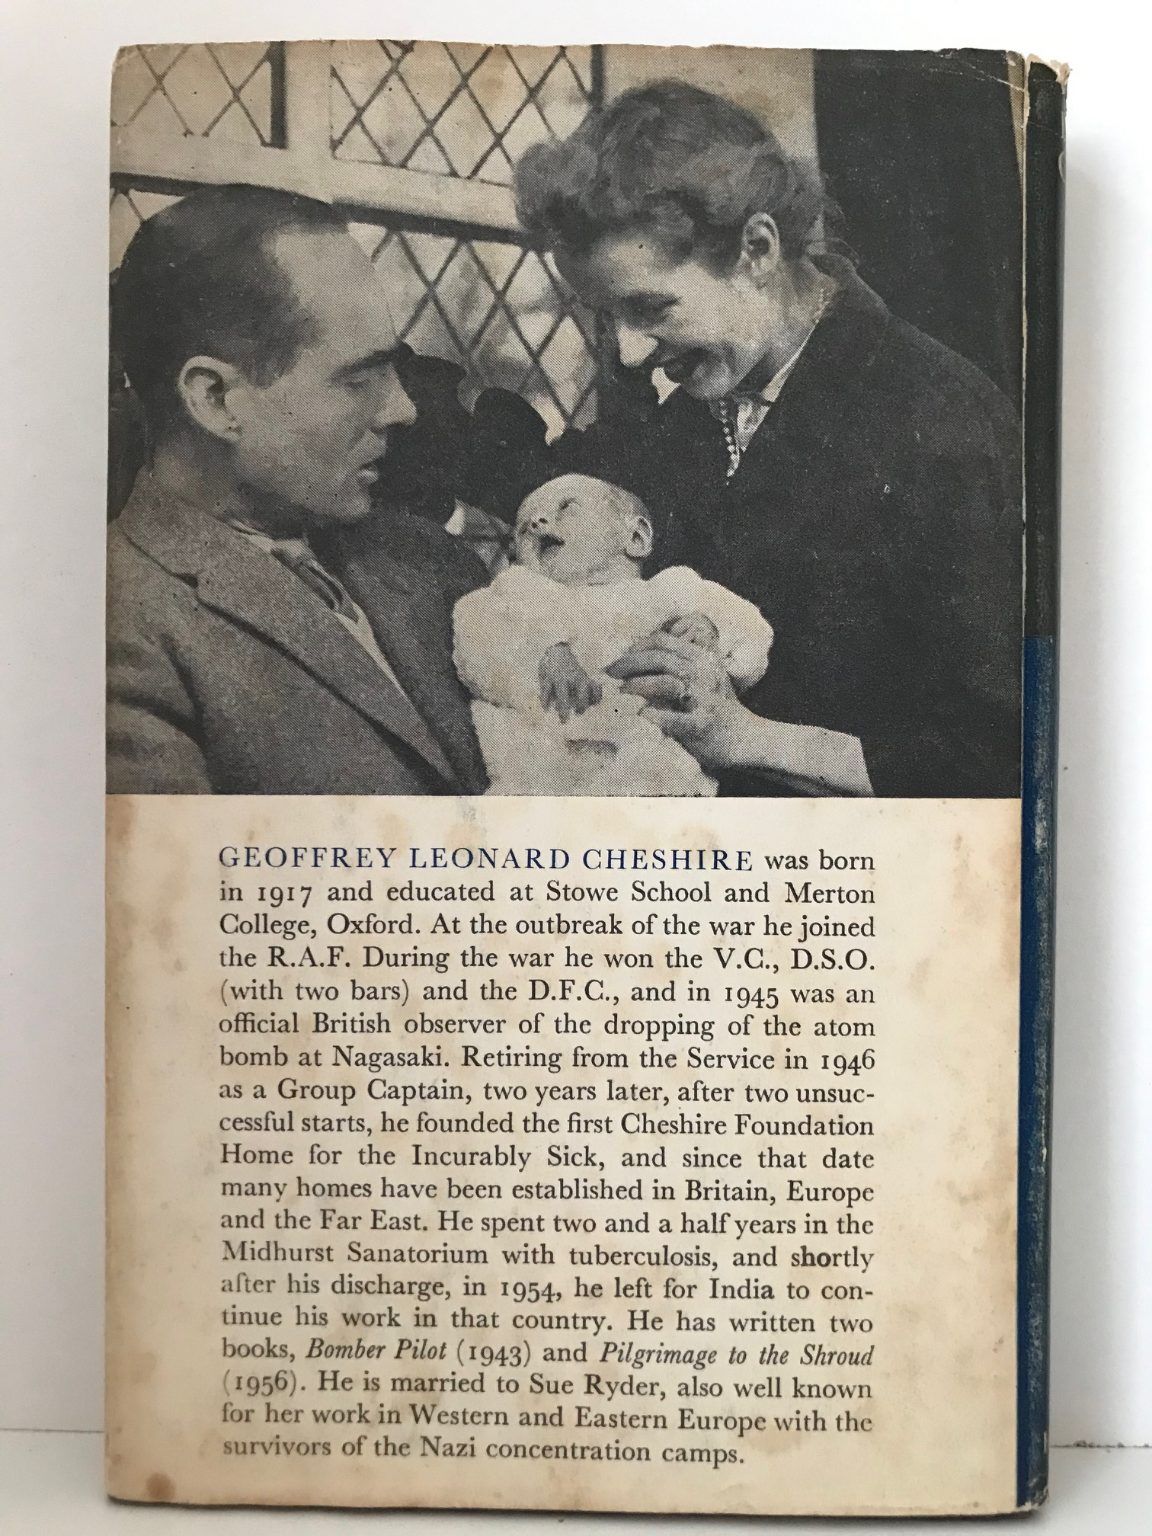 GEOFFREY LEONARD CHESHIRE was born
in 1917 and educated at Stowe School and Merton
College, Oxford. At the outbreak of the war he joined
the R.A.F. During the war he won the V.C., D.S.O.
(with two bars) and the D.F.C., and in 1945 was an
official British observer of the dropping of the atom
bomb at Nagasaki. Retiring from the Service in 1946
as a Group Captain, two years later, after two unsuc-
cessful starts, he founded the first Cheshire Foundation
Home for the Incurably Sick, and since that date
many homes have been established in Britain, Europe
and the Far East. He spent two and a half years in the
Midhurst Sanatorium with tuberculosis, and shortly
after his discharge, in 1954, he left for India to con-
tinue his work in that country. He has written two
books, Bomber Pilot (1943) and Pilgrimage to the Shroud
(1956). He is married to Sue Ryder, also well known
for her work in Western and Eastern Europe with the
survivors of the Nazi concentration camps.